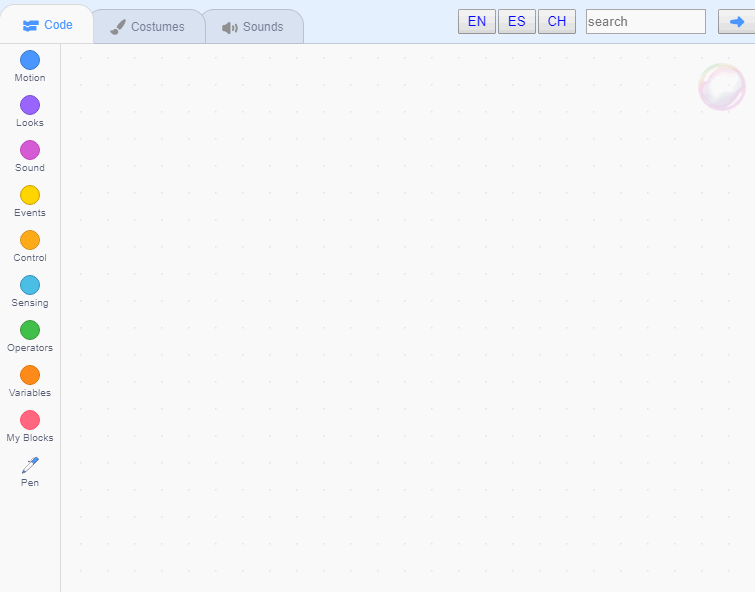 Code
Costumes
Sounds
EN
ES
CH
search
Motion
Looks
Sound
Events
Control
Sensing
Operators
Variables
My Blocks
Pen